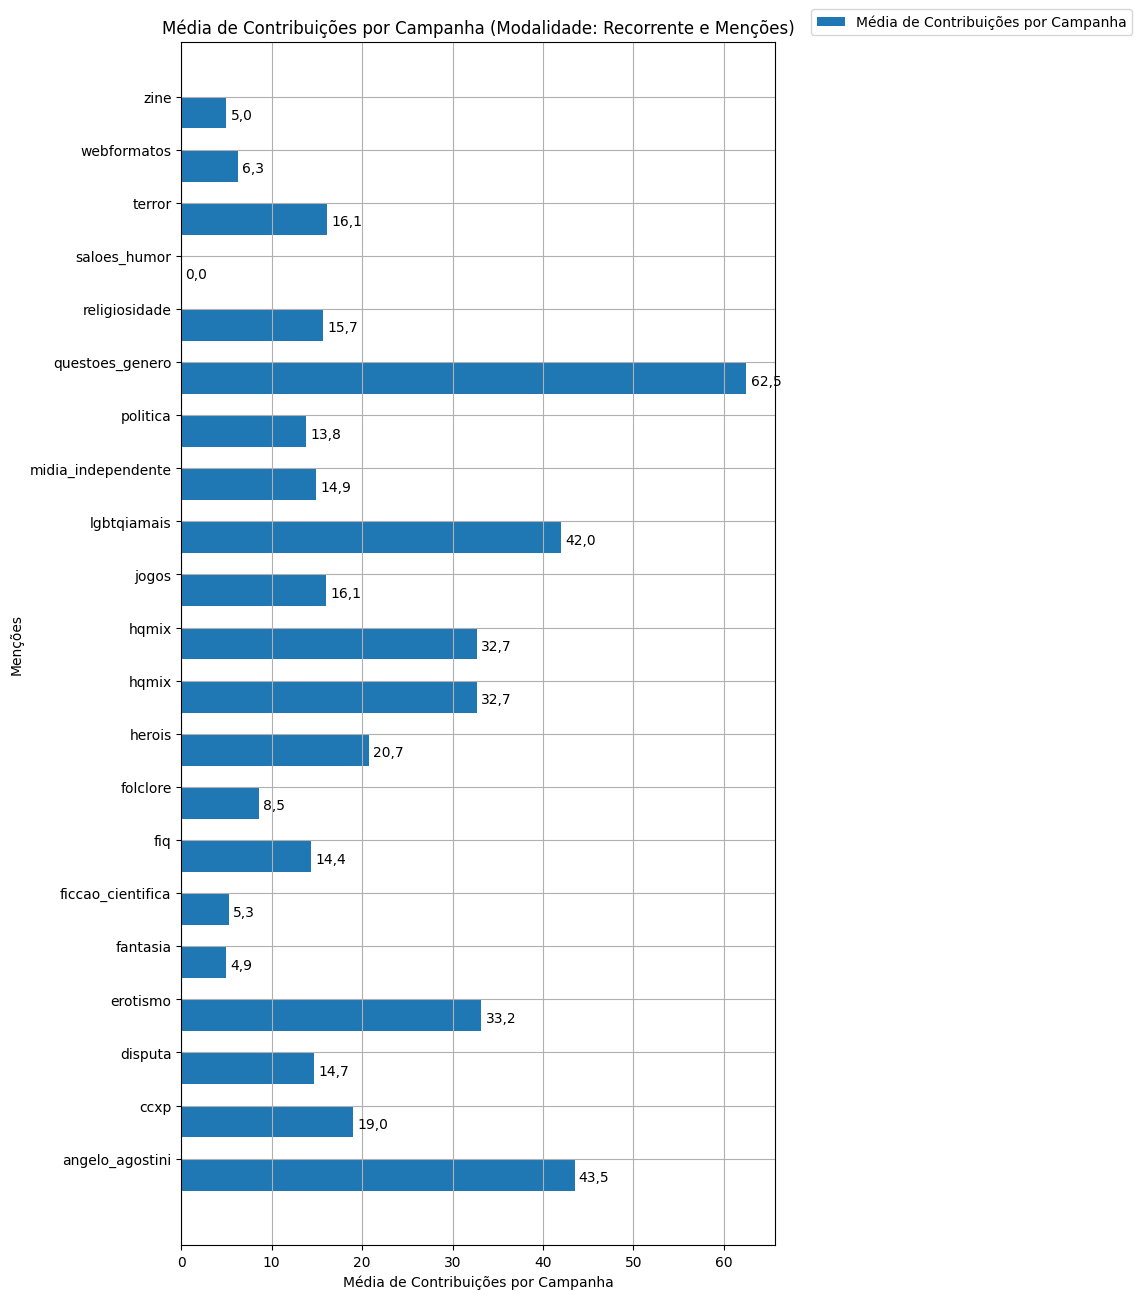 Média de Contribuições por Campanha (Modalidade: Recorrente e Menções)
Média de Contribuições por Campanha
zine
5,0
webformatos
6,3
terror
16,1
saloes_humor
0,0
religiosidade
15,7
questoes_genero
62,5
politica
13,8
midia_independente
14,9
lgbtqiamais
42,0
jogos
16,1
hqmix
32,7
hqmix
32,7
herois
20,7
folclore
8,5
fiq
14,4
ficcao_cientifica
5,3
fantasia
4,9
erotismo
33,2
disputa
14,7
ccxp
19,0
angelo_agostini
43,5
Menções
0 10 20 30 40 50 60
Média de Contribuições por Campanha